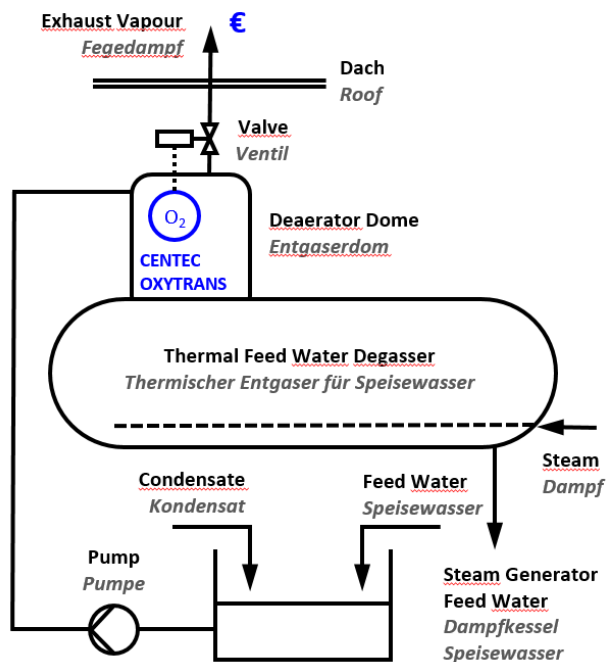 Exhaust Vapour
Fegedampf
€
Dach
Roof
Valve
Ventil
O₂
CENTEC
OXYTRANS
Deaerator Dome
Entgaserdom
Thermal Feed Water Degasser
Thermischer Entgaser für Speisewasser
Steam
Dampf
Condensate
Kondensat
Feed Water
Speisewasser
Pump
Pumpe
Steam Generator
Feed Water
Dampfkessel
Speisewasser